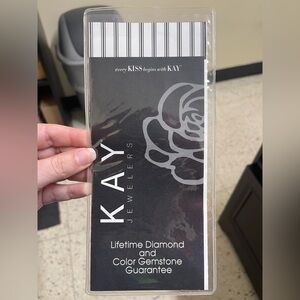 every KISS begins with KAY
KAY
JEWELERS
Lifetime Diamond
and
Color Gemstone
Guarantee